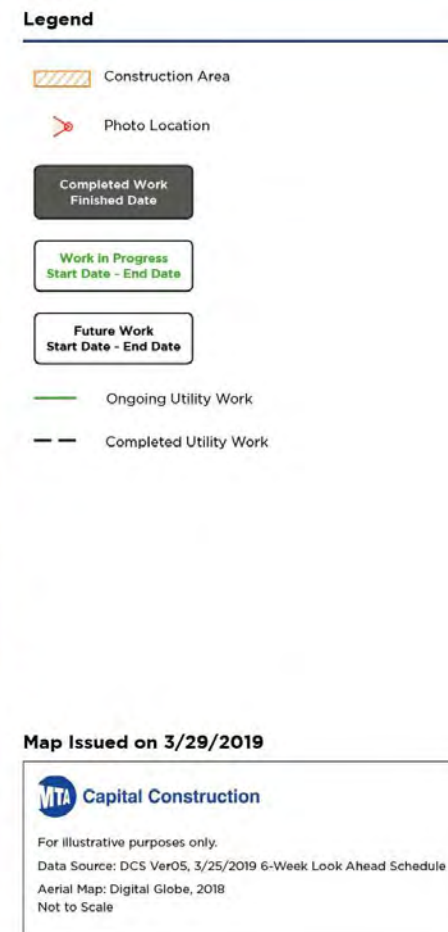 Legend
Construction Area
Photo Location
Completed Work
Finished Date
Work in Progress
Start Date - End Date
Future Work
Start Date - End Date
Ongoing Utility Work
Completed Utility Work
Map Issued on 3/29/2019
MTA Capital Construction
For illustrative purposes only.
Data Source: DCS Ver05, 3/25/2019 6-Week Look Ahead Schedule
Aerial Map: Digital Globe, 2018
Not to Scale